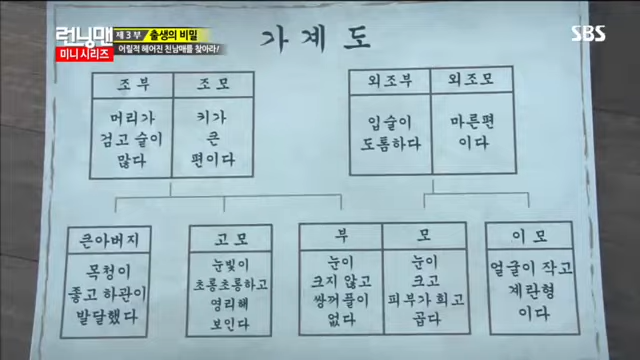 런닝맨
미니시리즈
제3부 출생의 비밀
어릴적 헤어진 친남매를 찾아라!
SBS
가계도
조부
머리가
검고 술이
많다
조모
키가
큰
편이다
외조부
입술이
도톰하다
외조모
마른편
이다
큰아버지
목청이
좋고 하관이
발달했다
고모
눈빛이
초롱초롱하고
영리해
보인다
부
눈이
크지 않고
쌍꺼풀이
없다
모
눈이
크고
피부가 희고
곱다
이모
얼굴이 작고
계란형
이다